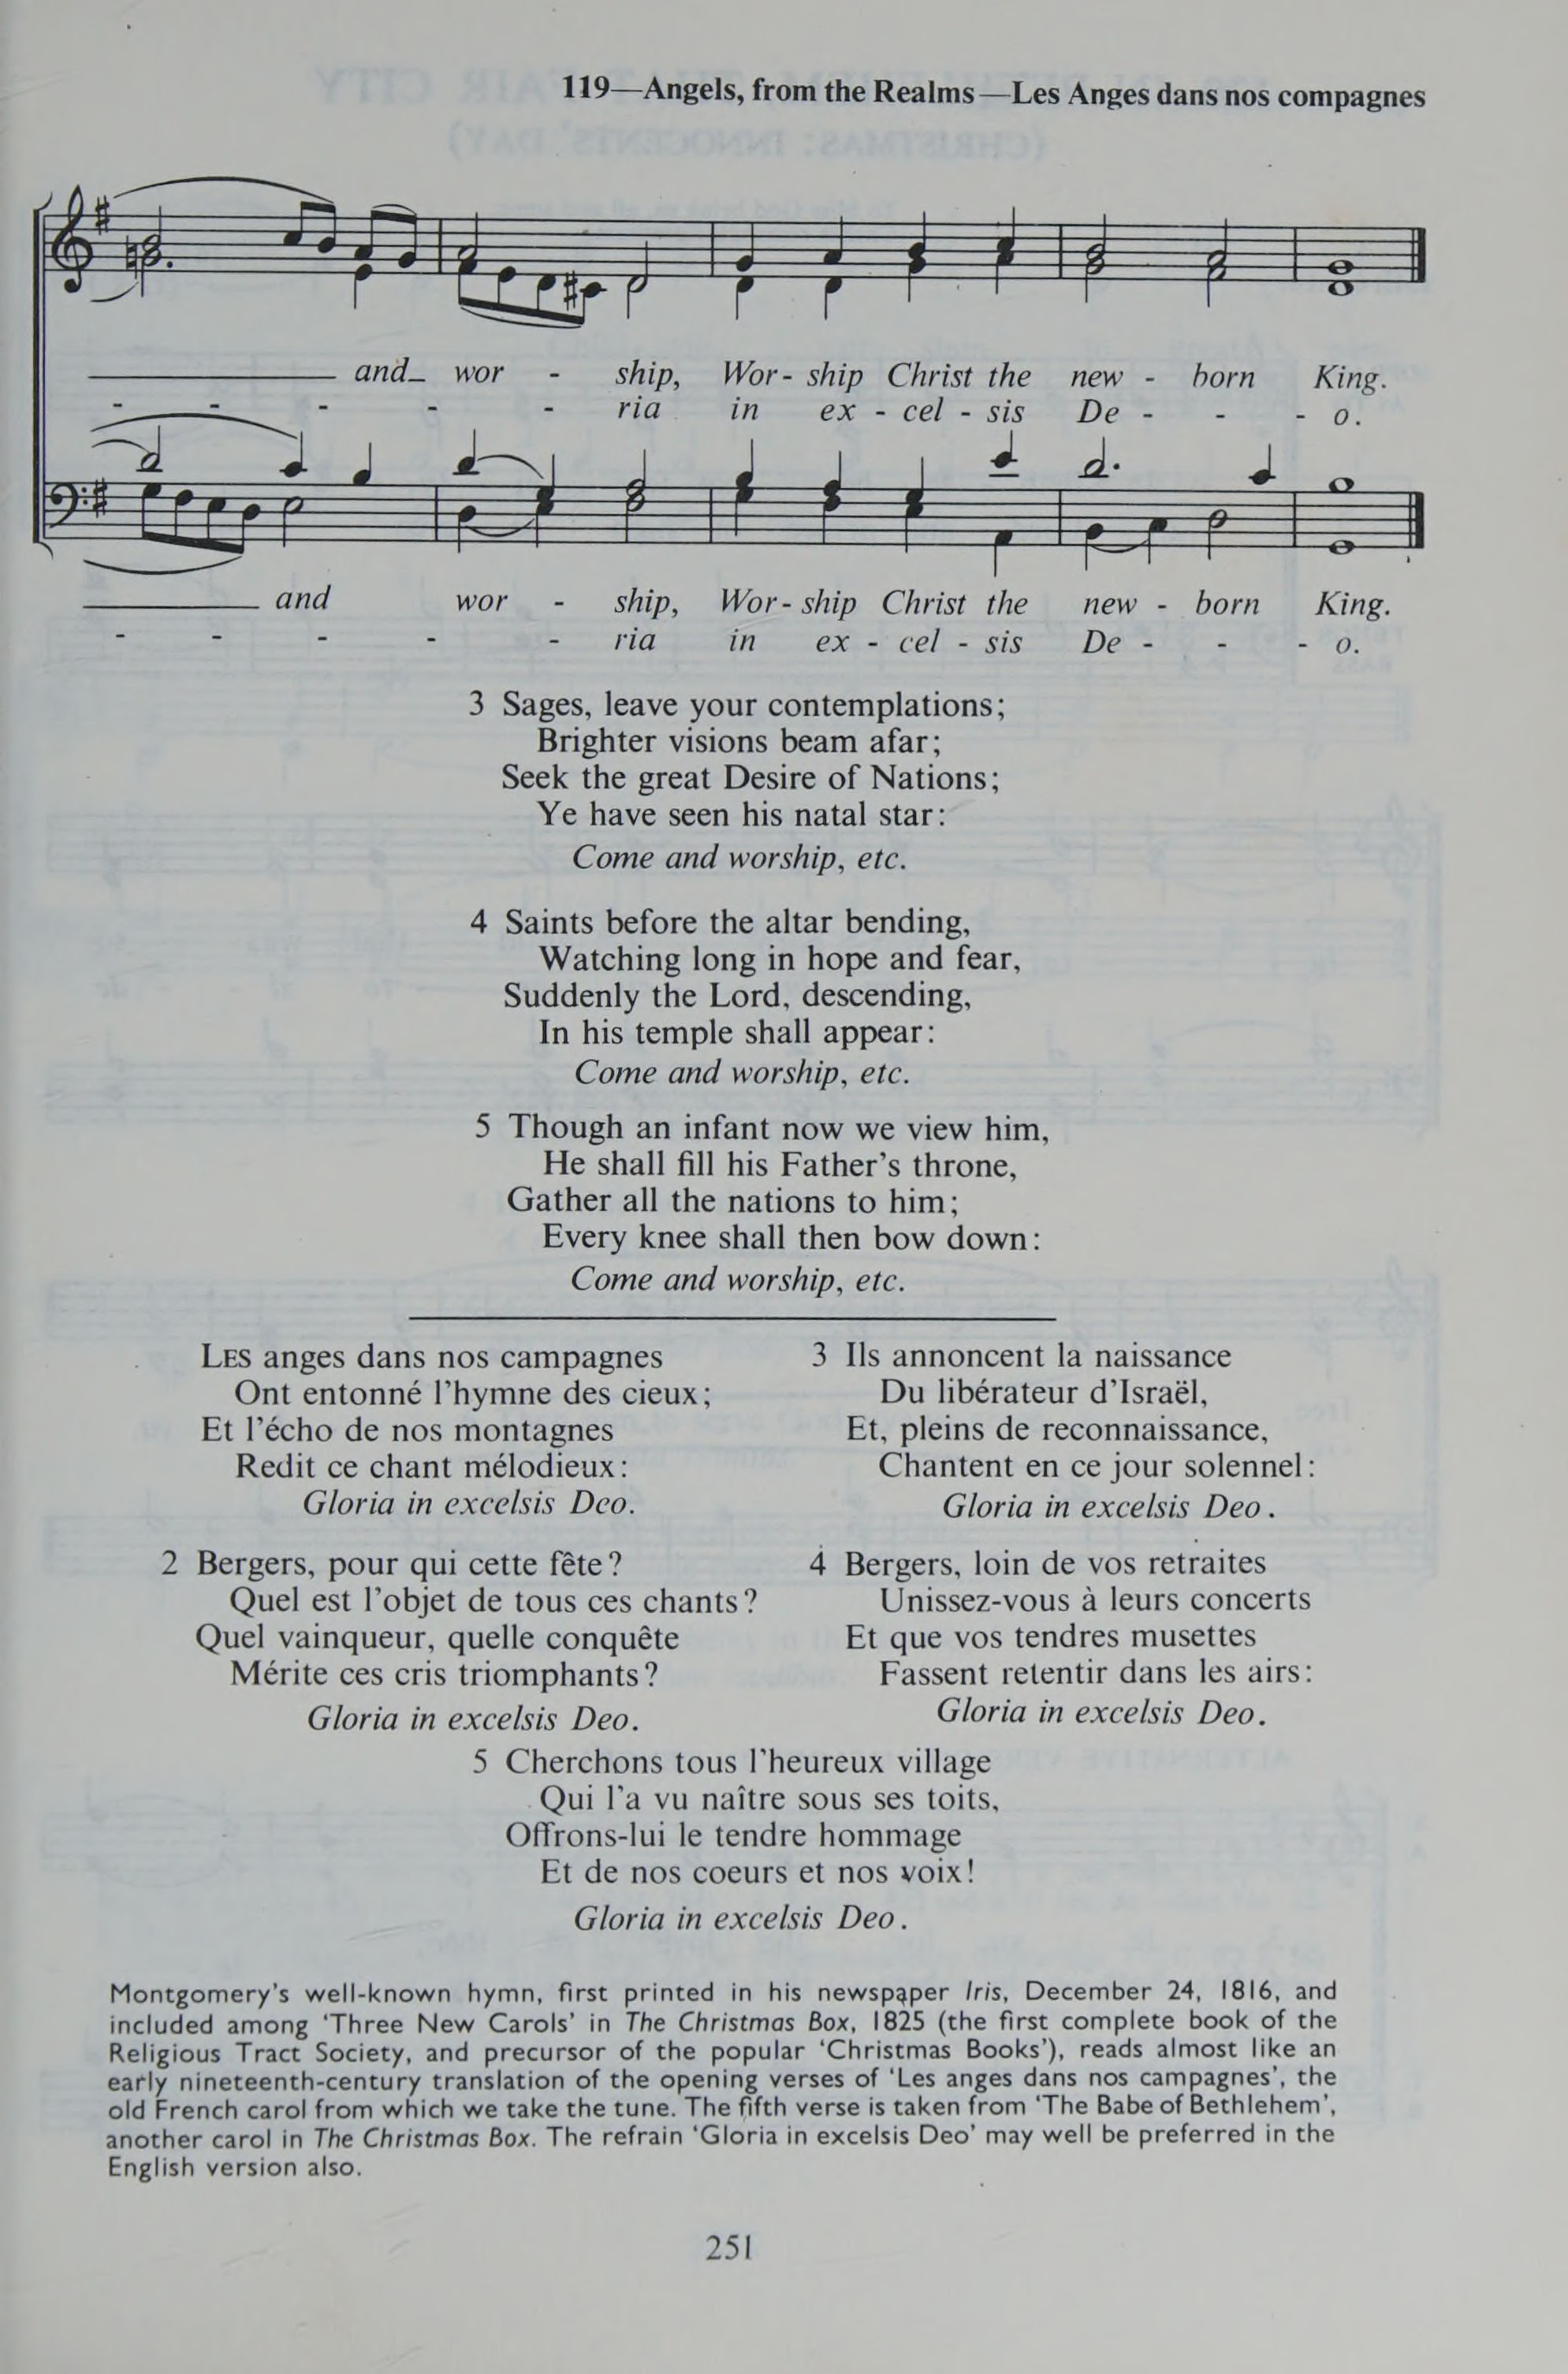 119—Angels, from the Realms—Les Anges dans nos compagnes
and wor - ship, Wor- ship Christ the new - born King.
- - - - - ria in ex - cel - sis De - - - o.
and wor - ship, Wor- ship Christ the new - born King.
- - - - - ria in ex - cel - sis De - - - o.
3 Sages, leave your contemplations;
Brighter visions beam afar;
Seek the great Desire of Nations;
Ye have seen his natal star:
Come and worship, etc.
4 Saints before the altar bending,
Watching long in hope and fear,
Suddenly the Lord, descending,
In his temple shall appear:
Come and worship, etc.
5 Though an infant now we view him,
He shall fill his Father's throne,
Gather all the nations to him;
Every knee shall then bow down:
Come and worship, etc.
LES anges dans nos campagnes
Ont entonné l'hymne des cieux;
Et l'écho de nos montagnes
Redit ce chant mélodieux:
Gloria in excelsis Deo.
2 Bergers, pour qui cette fête?
Quel est l'objet de tous ces chants?
Quel vainqueur, quelle conquête
Mérite ces cris triomphants?
Gloria in excelsis Deo.
3 Ils annoncent la naissance
Du libérateur d'Israël,
Et, pleins de reconnaissance,
Chantent en ce jour solennel:
Gloria in excelsis Deo.
4 Bergers, loin de vos retraites
Unissez-vous à leurs concerts
Et que vos tendres musettes
Fassent retentir dans les airs:
Gloria in excelsis Deo.
5 Cherchons tous l'heureux village
Qui l'a vu naître sous ses toits,
Offrons-lui le tendre hommage
Et de nos coeurs et nos voix!
Gloria in excelsis Deo.
Montgomery's well-known hymn, first printed in his newspaper Iris, December 24, 1816, and
included among 'Three New Carols' in The Christmas Box, 1825 (the first complete book of the
Religious Tract Society, and precursor of the popular 'Christmas Books'), reads almost like an
early nineteenth-century translation of the opening verses of 'Les anges dans nos campagnes', the
old French carol from which we take the tune. The fifth verse is taken from 'The Babe of Bethlehem',
another carol in The Christmas Box. The refrain 'Gloria in excelsis Deo' may well be preferred in the
English version also.
251